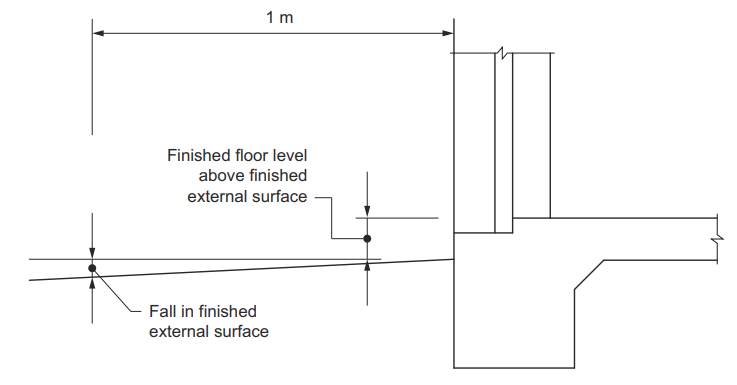 1 m
Finished floor level
above finished
external surface
Fall in finished
external surface